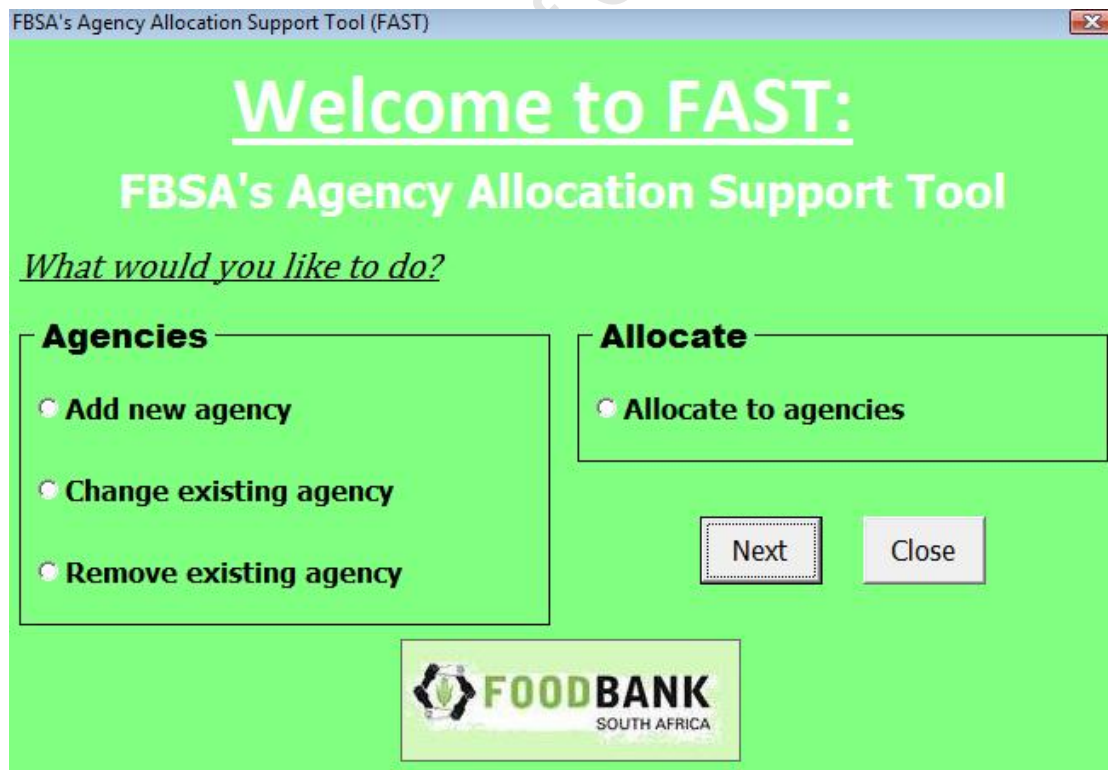 FBSA's Agency Allocation Support Tool (FAST)
Welcome to FAST:
FBSA's Agency Allocation Support Tool
What would you like to do?
Agencies
Add new agency
Change existing agency
Remove existing agency
Allocate
Allocate to agencies
Next
Close
FOODBANK
SOUTH AFRICA